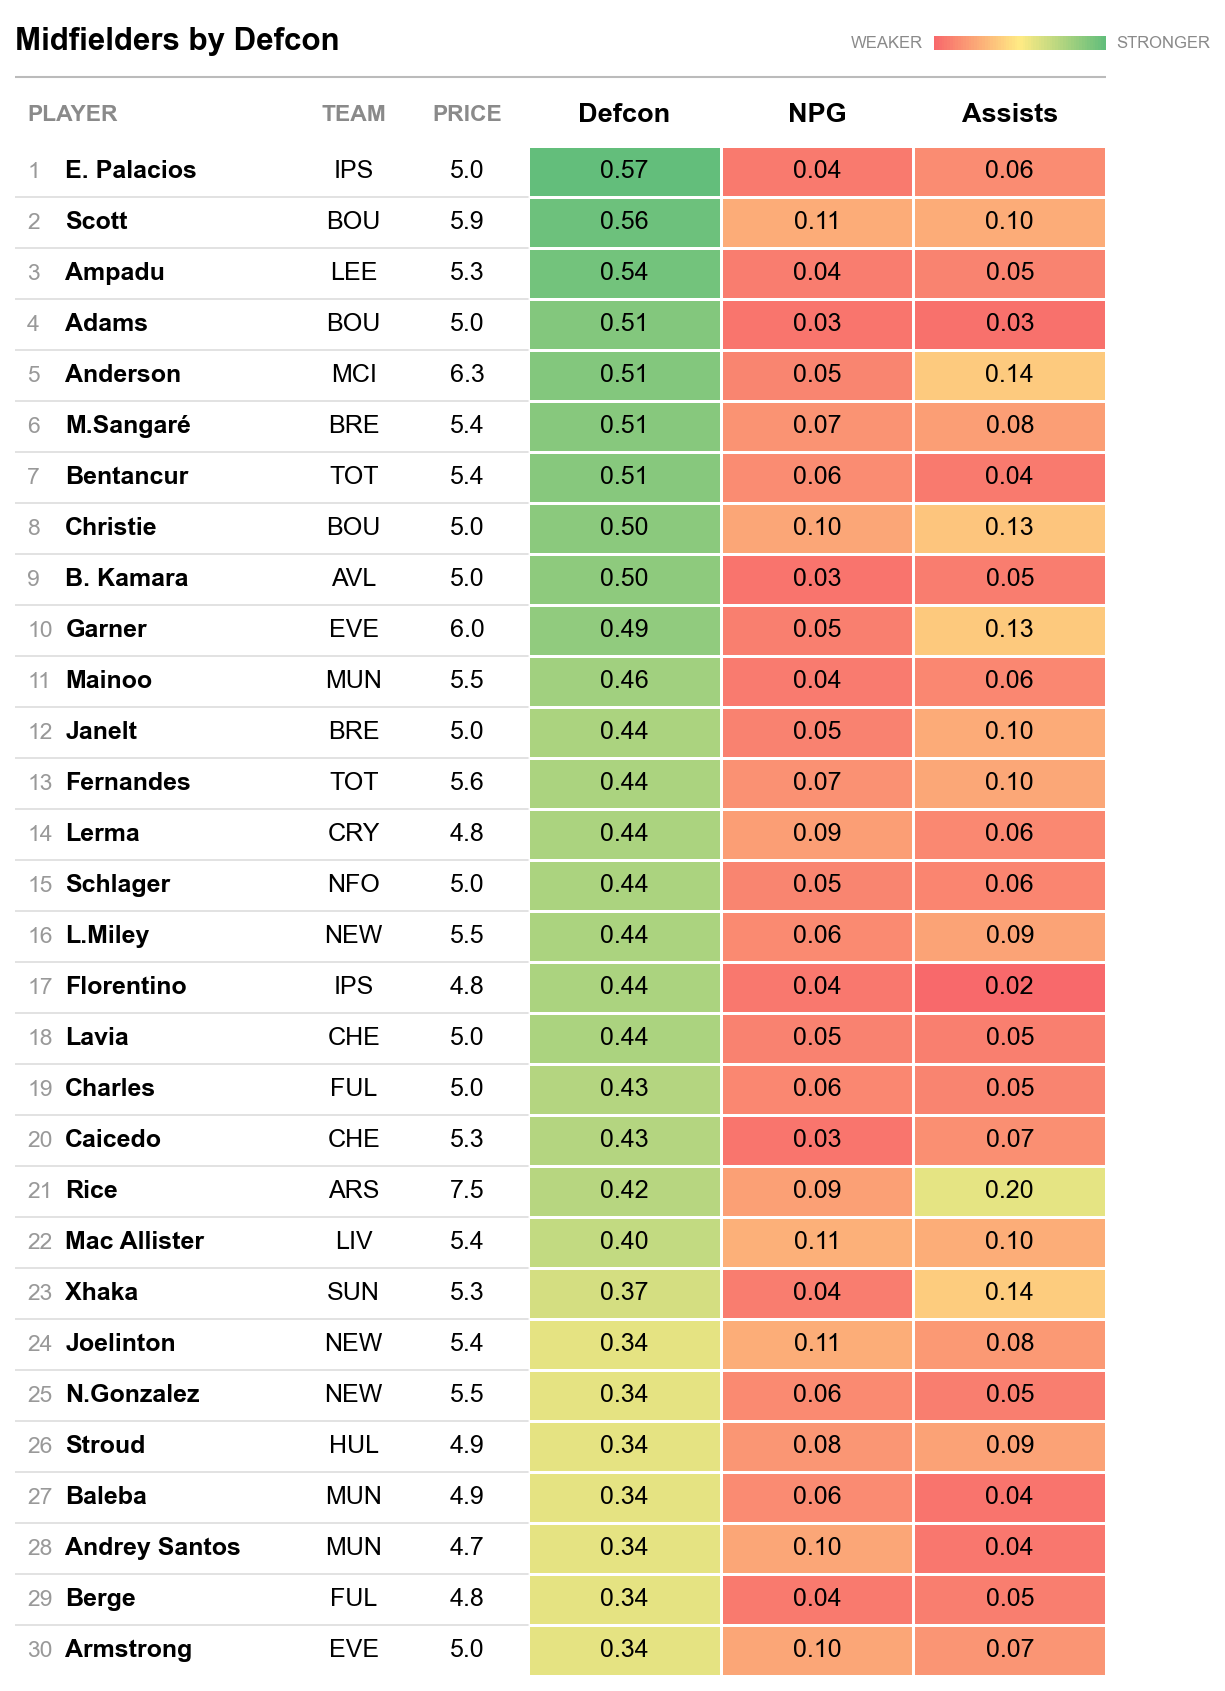 Midfielders by Defcon
WEAKER STRONGER
PLAYER TEAM PRICE Defcon NPG Assists
1 E. Palacios IPS 5.0 0.57 0.04 0.06
2 Scott BOU 5.9 0.56 0.11 0.10
3 Ampadu LEE 5.3 0.54 0.04 0.05
4 Adams BOU 5.0 0.51 0.03 0.03
5 Anderson MCI 6.3 0.51 0.05 0.14
6 M.Sangaré BRE 5.4 0.51 0.07 0.08
7 Bentancur TOT 5.4 0.51 0.06 0.04
8 Christie BOU 5.0 0.50 0.10 0.13
9 B. Kamara AVL 5.0 0.50 0.03 0.05
10 Garner EVE 6.0 0.49 0.05 0.13
11 Mainoo MUN 5.5 0.46 0.04 0.06
12 Janelt BRE 5.0 0.44 0.05 0.10
13 Fernandes TOT 5.6 0.44 0.07 0.10
14 Lerma CRY 4.8 0.44 0.09 0.06
15 Schlager NFO 5.0 0.44 0.05 0.06
16 L.Miley NEW 5.5 0.44 0.06 0.09
17 Florentino IPS 4.8 0.44 0.04 0.02
18 Lavia CHE 5.0 0.44 0.05 0.05
19 Charles FUL 5.0 0.43 0.06 0.05
20 Caicedo CHE 5.3 0.43 0.03 0.07
21 Rice ARS 7.5 0.42 0.09 0.20
22 Mac Allister LIV 5.4 0.40 0.11 0.10
23 Xhaka SUN 5.3 0.37 0.04 0.14
24 Joelinton NEW 5.4 0.34 0.11 0.08
25 N.Gonzalez NEW 5.5 0.34 0.06 0.05
26 Stroud HUL 4.9 0.34 0.08 0.09
27 Baleba MUN 4.9 0.34 0.06 0.04
28 Andrey Santos MUN 4.7 0.34 0.10 0.04
29 Berge FUL 4.8 0.34 0.04 0.05
30 Armstrong EVE 5.0 0.34 0.10 0.07